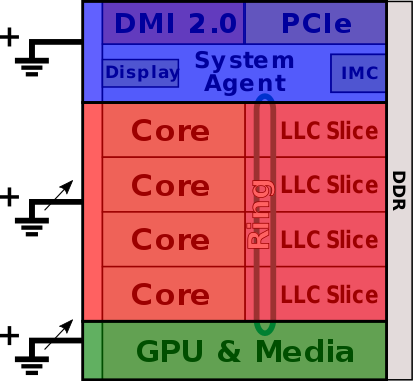 DMI 2.0 PCIe
System
Agent
Display
IMC
Core LLC Slice
Core LLC Slice
Core LLC Slice
Core LLC Slice
Ring
GPU & Media
DDR
+
+
+